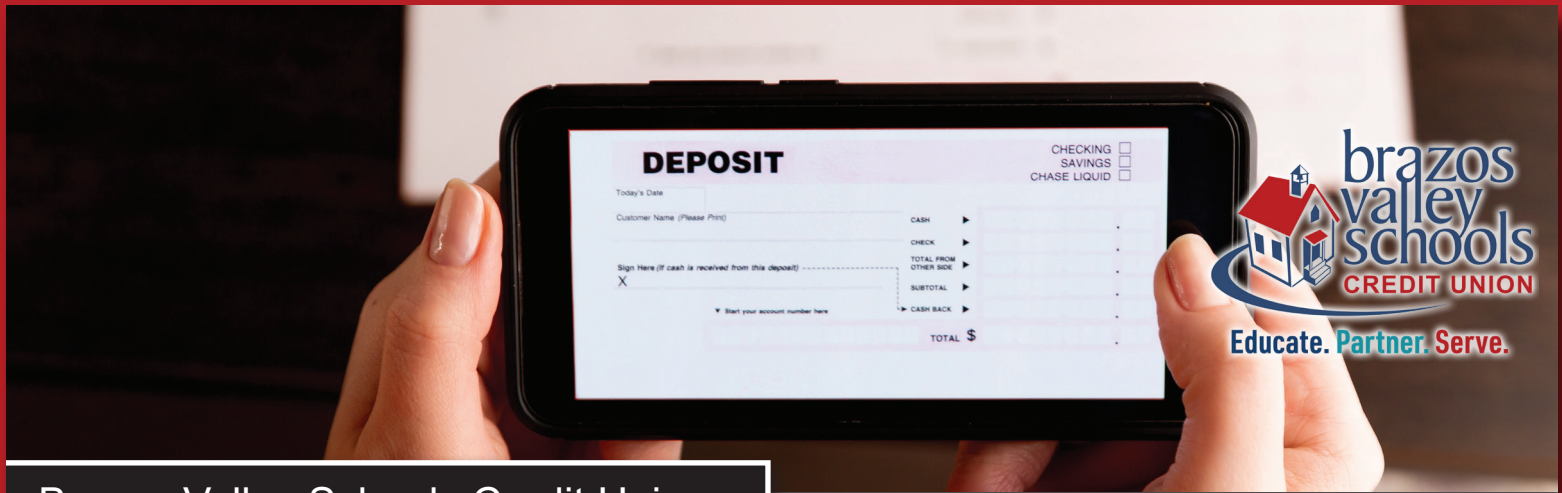 DEPOSIT
CHECKING
SAVINGS
CHASE LIQUID
Today's Date
Customer Name (Please Print)
CASH
CHECK
TOTAL FROM
OTHER SIDE
Sign Here (If cash is received from this deposit)
X
SUBTOTAL
Start your account number here
CASH BACK
TOTAL $
brazos
valley
schools
CREDIT UNION
Educate. Partner. Serve.
Brazos Valley Schools Credit Union